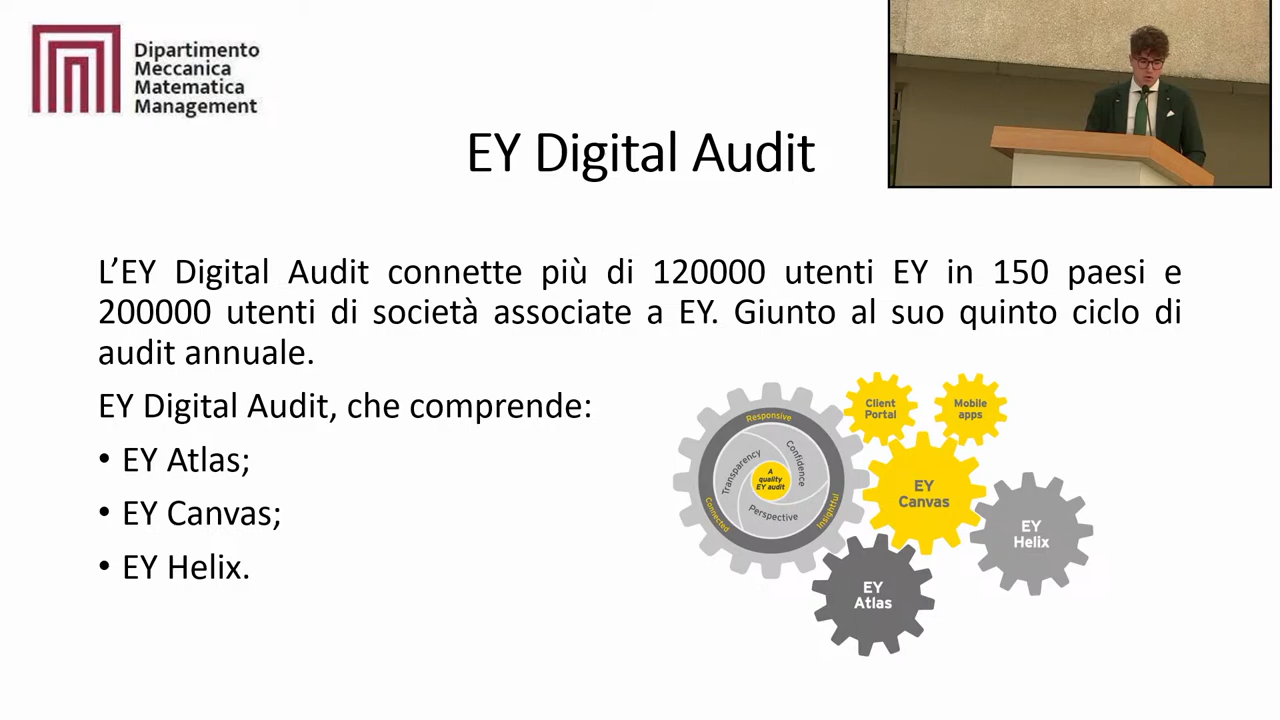 Dipartimento
Meccanica
Matematica
Management
EY Digital Audit
L’EY Digital Audit connette più di 120000 utenti EY in 150 paesi e
200000 utenti di società associate a EY. Giunto al suo quinto ciclo di
audit annuale.
EY Digital Audit, che comprende:
• EY Atlas;
• EY Canvas;
• EY Helix.
Responsive
Transparency
Confidence
A
quality
EY audit
Perspective
Connected
Insightful
Client
Portal
Mobile
apps
EY
Canvas
EY
Helix
EY
Atlas